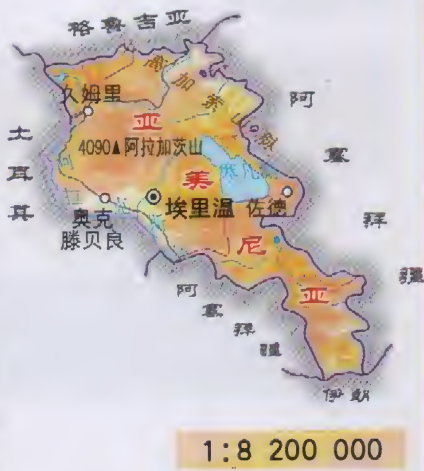 格鲁吉亚
小高加索山脉
久姆里
阿塞拜疆
土耳其
亚美尼亚
4090▲阿拉加茨山
埃里温
佐德
奥克
滕贝良
阿塞拜疆
伊朗
1:8 200 000